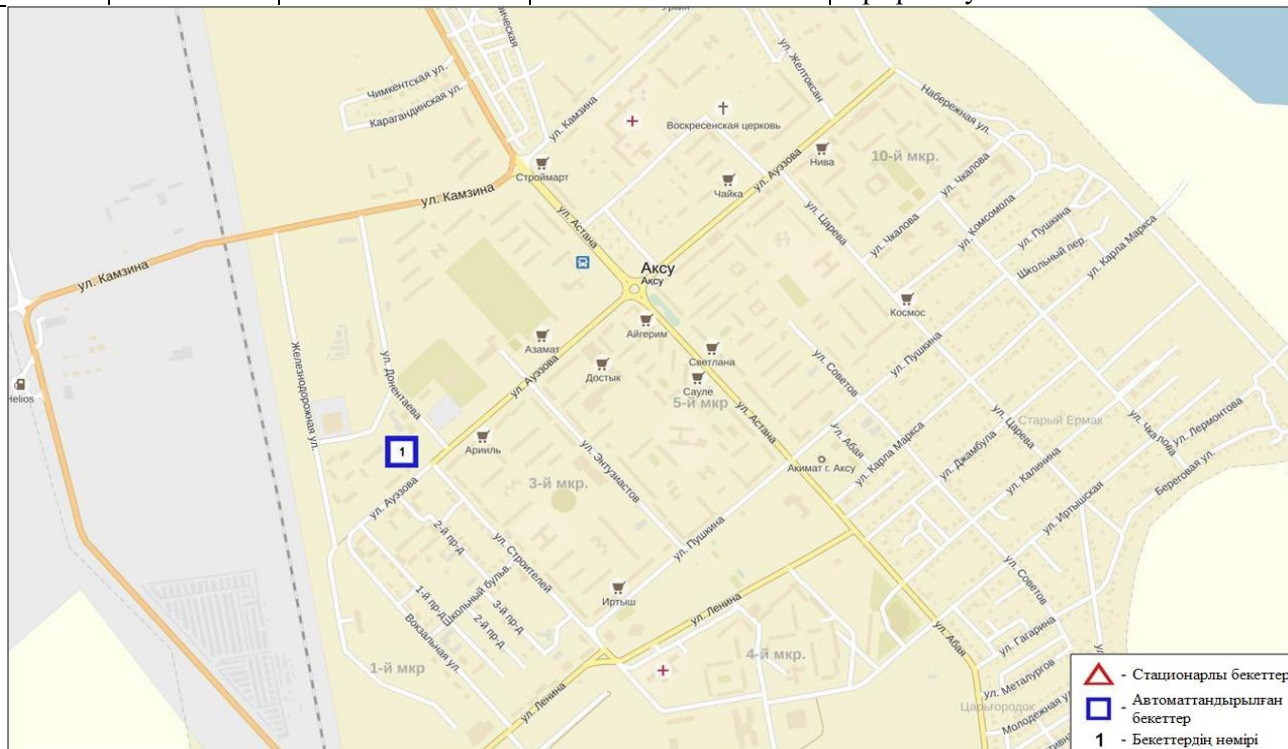 Уркия
ул. Желтоксан
Чимкентская ул.
Карагандинская ул.
ул. Камзина
Набережная ул.
Воскресенская церковь
Нива
10-й мкр.
Строймарт
Чайка
ул. Ауэзова
ул. Чкалова
ул. Камзина
ул. Астана
ул. Царева
ул. Чкалова
ул. Комсомола
ул. Пушкина
Школьный пер.
ул. Карла Маркса
ул. Камзина
Аксу
Ақсу
Космос
Айгерим
Азамат
Светлана
Железнодорожная ул.
ул. Донентаева
ул. Ауэзова
Достык
Сауле
ул. Советов
ул. Пушкина
Helios
5-й мкр
ул. Астана
1
Арииль
ул. Абая
ул. Карла Маркса
ул. Джамбула
ул. Царева
Старый Ермак
ул. Чкалова
ул. Лермонтова
Акимат г. Аксу
ул. Калинина
Береговая ул.
ул. Ауэзова
3-й мкр.
ул. Энтузиастов
ул. Иртышская
2-й пр-д
ул. Строителей
ул. Пушкина
1-й пр-д
Школьный бульв.
3-й пр-д
2-й пр-д
Иртыш
ул. Ленина
ул. Советов
Вокзальная ул.
ул. Абая
ул. Гагарина
1-й мкр
4-й мкр.
ул. Металургов
ул. Ленина
Царьгородок
Молодежная ул.
- Стационарлы бекеттер
- Автоматтандырылған
бекеттер
1 - Бекеттердің нөмірі